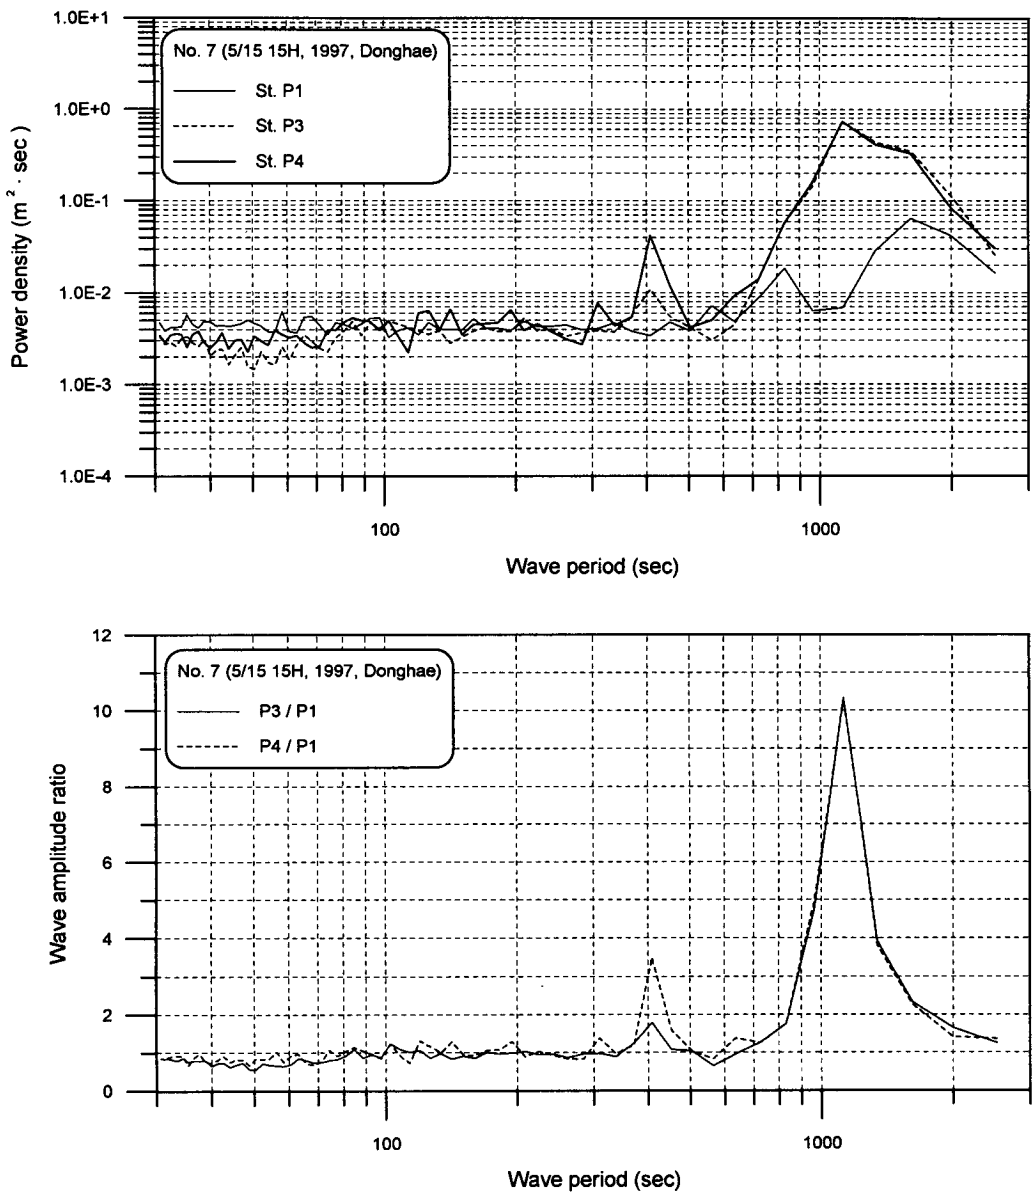 1.0E+1
No. 7 (5/15 15H, 1997, Donghae)
St. P1
St. P3
St. P4
1.0E+0
1.0E-1
1.0E-2
1.0E-3
1.0E-4
Power density (m² · sec)
100
1000
Wave period (sec)
12
No. 7 (5/15 15H, 1997, Donghae)
P3 / P1
P4 / P1
10
8
6
4
2
0
Wave amplitude ratio
100
1000
Wave period (sec)